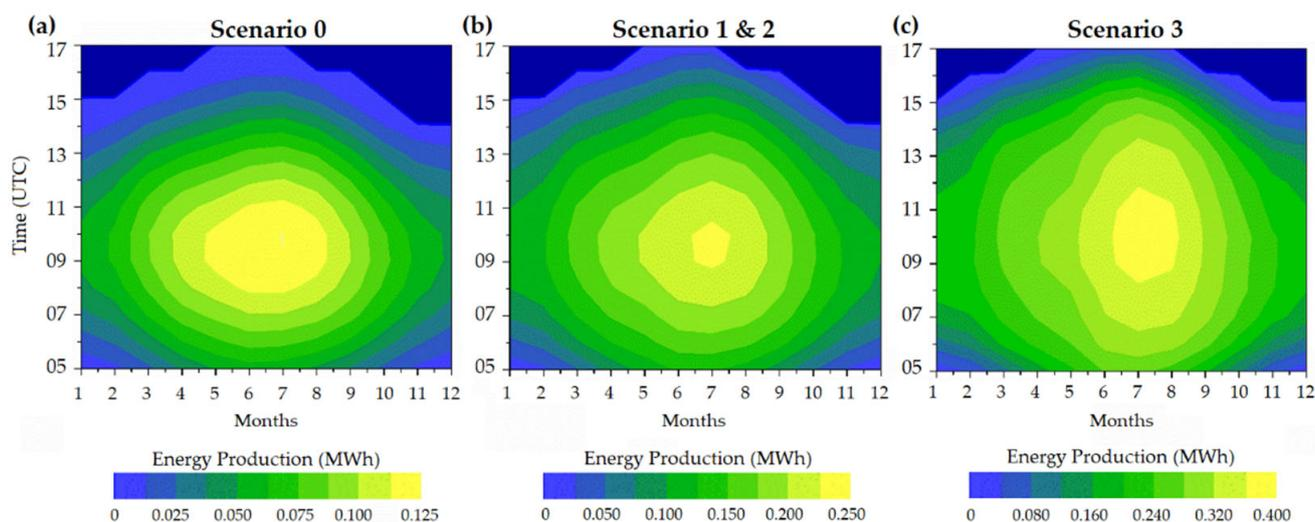 (a) Scenario 0
17
15
13
11
09
07
05
Time (UTC)
1 2 3 4 5 6 7 8 9 10 11 12
Months
Energy Production (MWh)
0 0.025 0.050 0.075 0.100 0.125
(b) Scenario 1 & 2
17
15
13
11
09
07
05
1 2 3 4 5 6 7 8 9 10 11 12
Months
Energy Production (MWh)
0 0.050 0.100 0.150 0.200 0.250
(c) Scenario 3
17
15
13
11
09
07
05
1 2 3 4 5 6 7 8 9 10 11 12
Months
Energy Production (MWh)
0 0.080 0.160 0.240 0.320 0.400